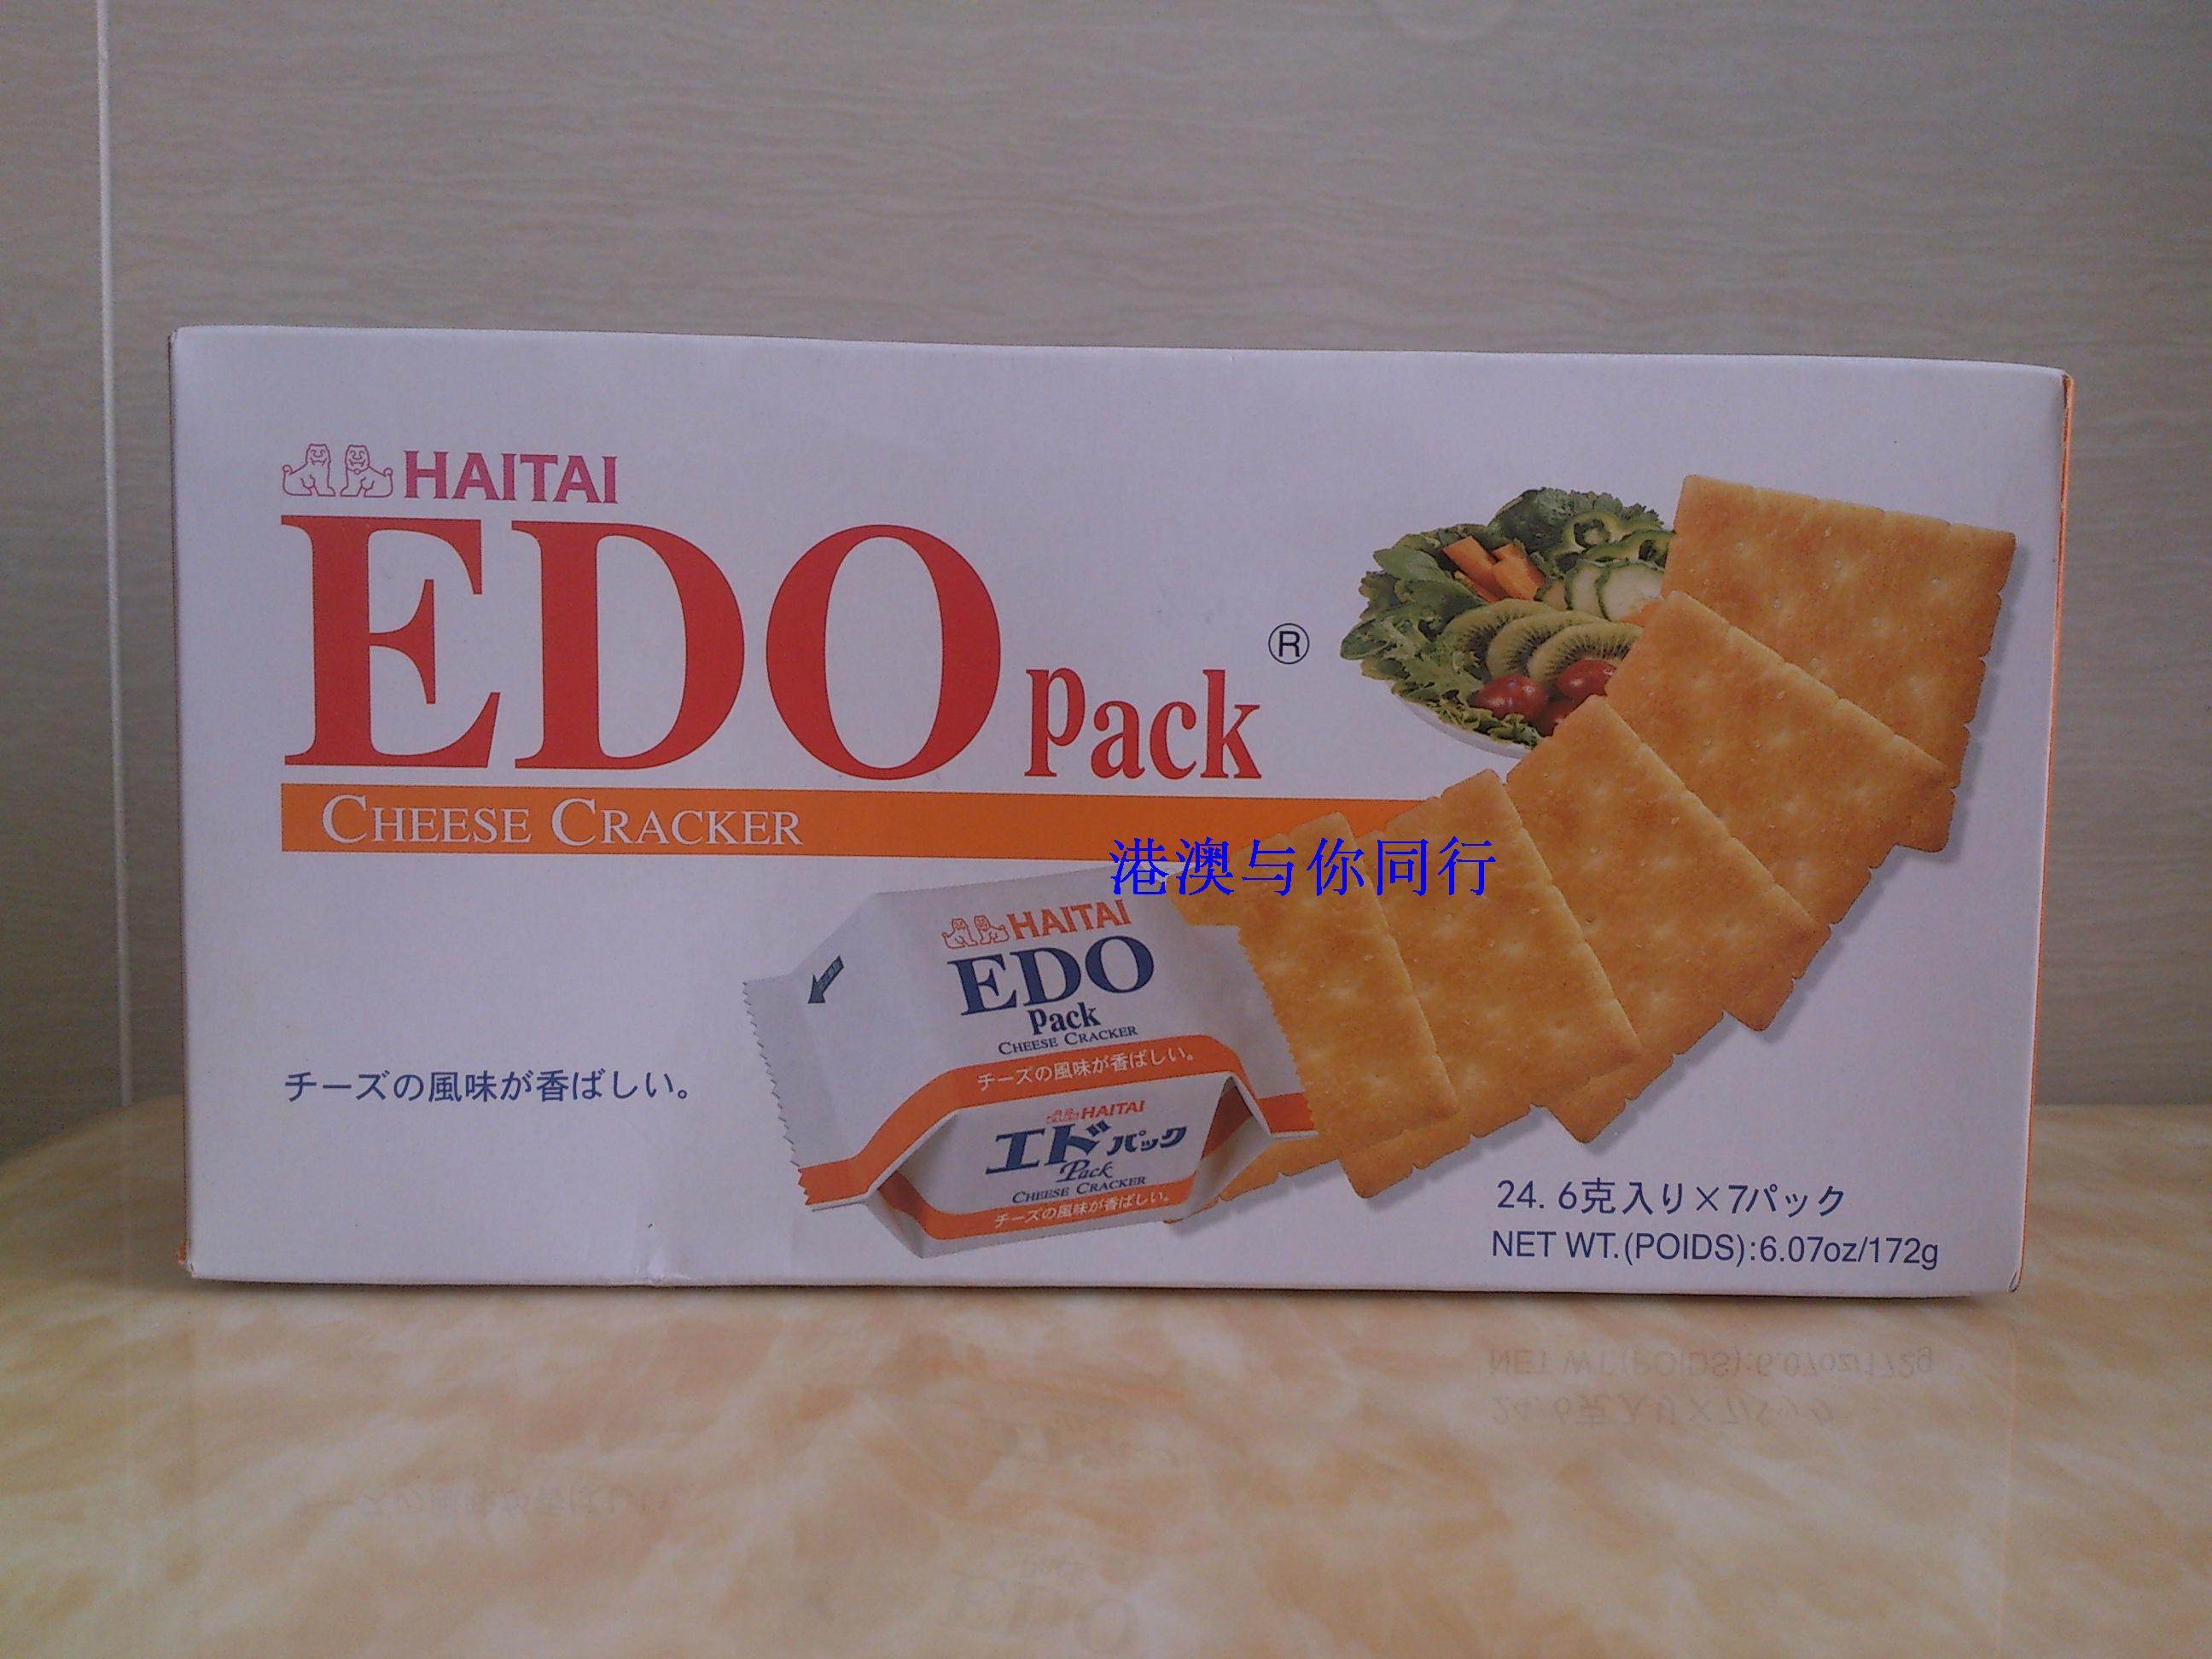 HAITAI
EDO Pack ®
CHEESE CRACKER
港澳与你同行
HAITAI
EDO
Pack
CHEESE CRACKER
チーズの風味が香ばしい。
チーズの風味が香ばしい。
HAITAI
エドパック
Pack
CHEESE CRACKER
チーズの風味が香ばしい。
24.6克入り×7パック
NET WT.(POIDS):6.07oz/172g